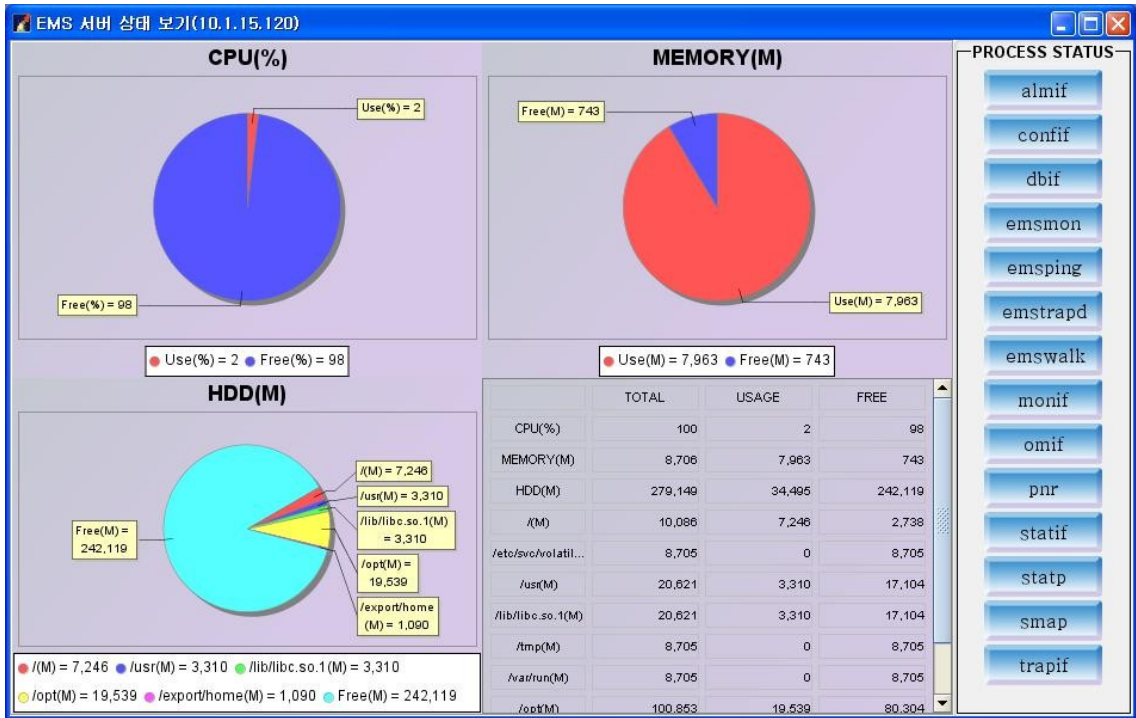 EMS 서버 상태 보기(10.1.15.120)
CPU(%)
Use(%) = 2
Free(%) = 98
Use(%) = 2 Free(%) = 98
MEMORY(M)
Free(M) = 743
Use(M) = 7,963
Use(M) = 7,963 Free(M) = 743
HDD(M)
/(M) = 7,246
/usr(M) = 3,310
/lib/libc.so.1(M)
= 3,310
/opt(M) =
19,539
/export/home
(M) = 1,090
Free(M) =
242,119
/(M) = 7,246 /usr(M) = 3,310 /lib/libc.so.1(M) = 3,310
/opt(M) = 19,539 /export/home(M) = 1,090 Free(M) = 242,119
TOTAL USAGE FREE
CPU(%) 100 2 98
MEMORY(M) 8,706 7,963 743
HDD(M) 279,149 34,495 242,119
/(M) 10,086 7,246 2,738
/etc/svc/volatil... 8,705 0 8,705
/usr(M) 20,621 3,310 17,104
/lib/libc.so.1(M) 20,621 3,310 17,104
/tmp(M) 8,705 0 8,705
/var/run(M) 8,705 0 8,705
/opt(M) 100,853 19,539 80,304
PROCESS STATUS
almif
confif
dbif
emsmon
emsping
emstrapd
emswalk
monif
omif
pnr
statif
statp
smap
trapif